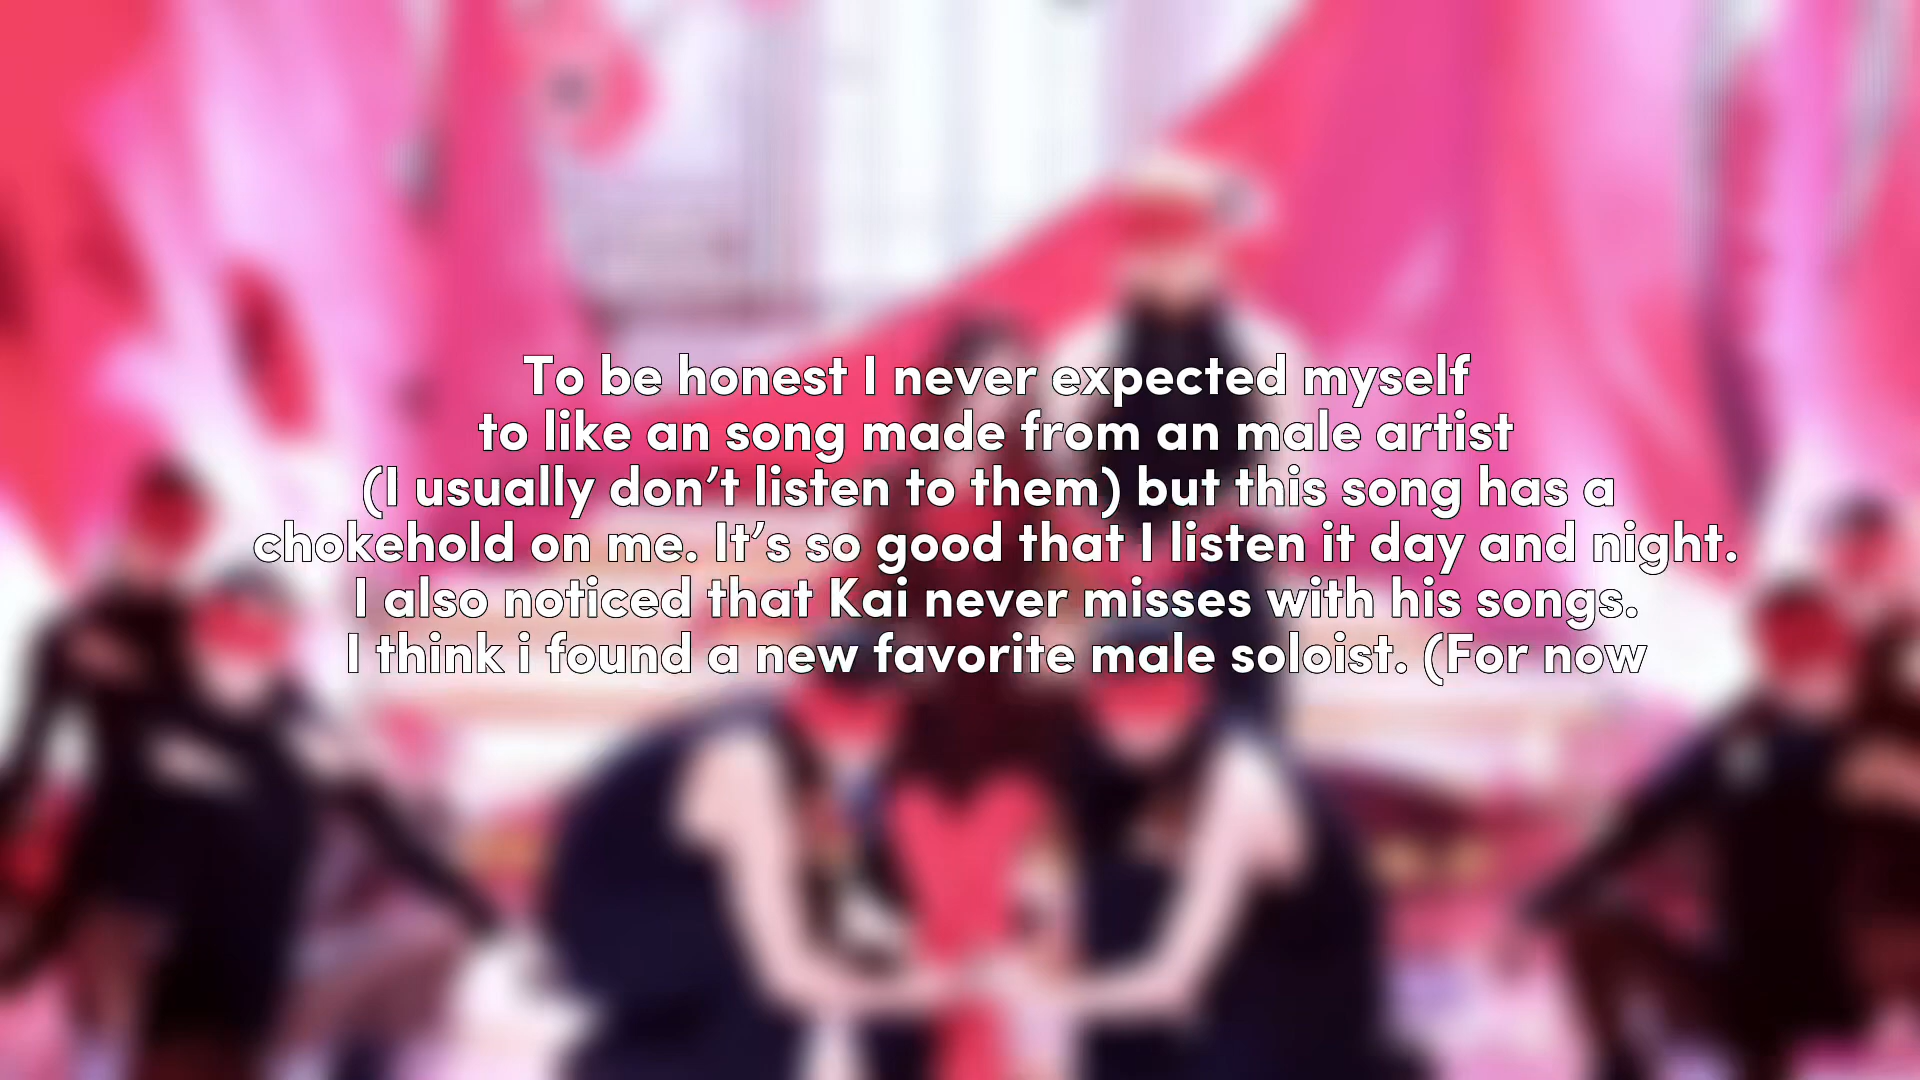 To be honest I never expected myself
to like an song made from an male artist
(I usually don’t listen to them) but this song has a
chokehold on me. It’s so good that I listen it day and night.
I also noticed that Kai never misses with his songs.
I think i found a new favorite male soloist. (For now